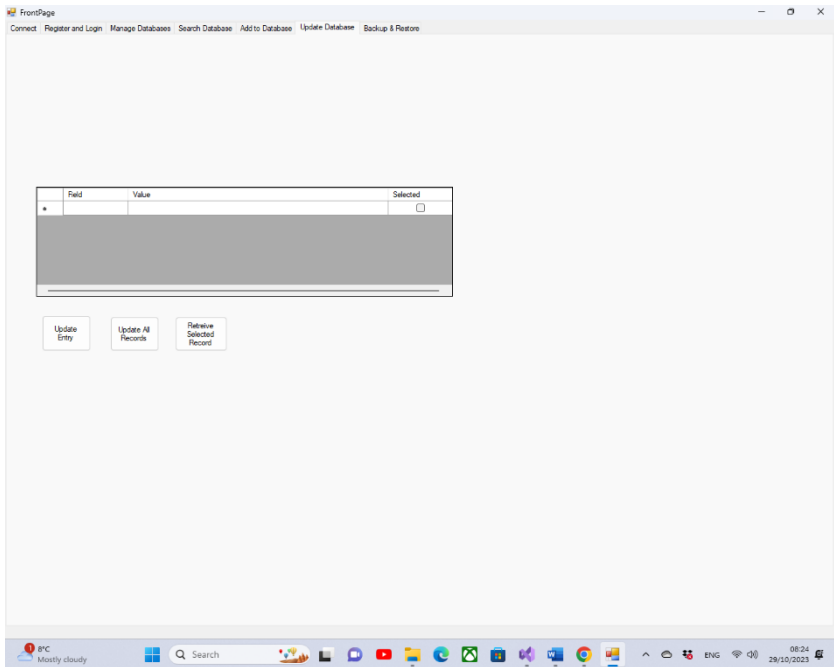 FrontPage
Connect Register and Login Manage Databases Search Database Add to Database Update Database Backup & Restore
Field Value Selected
Update
Entry
Update All
Records
Retreive
Selected
Record
1
8°C
Mostly cloudy
Search
ENG
08:24
29/10/2023